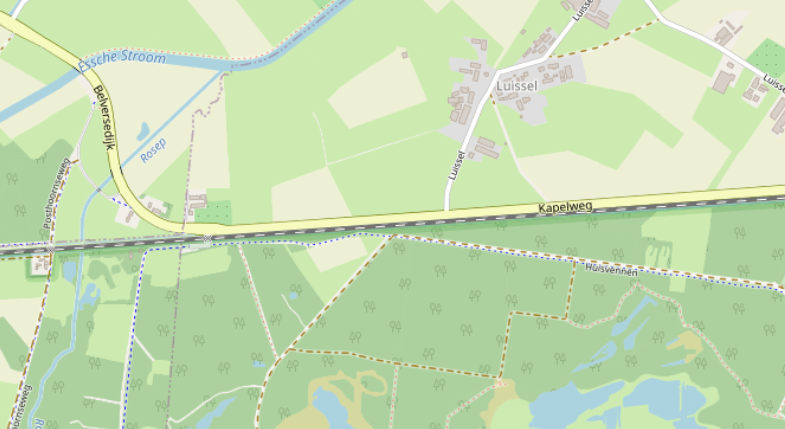 Essche Stroom
Luissel
Luissel
Belversedijk
Rosep
Luissel
Posthoornseweg
Kapelweg
Huisvennen